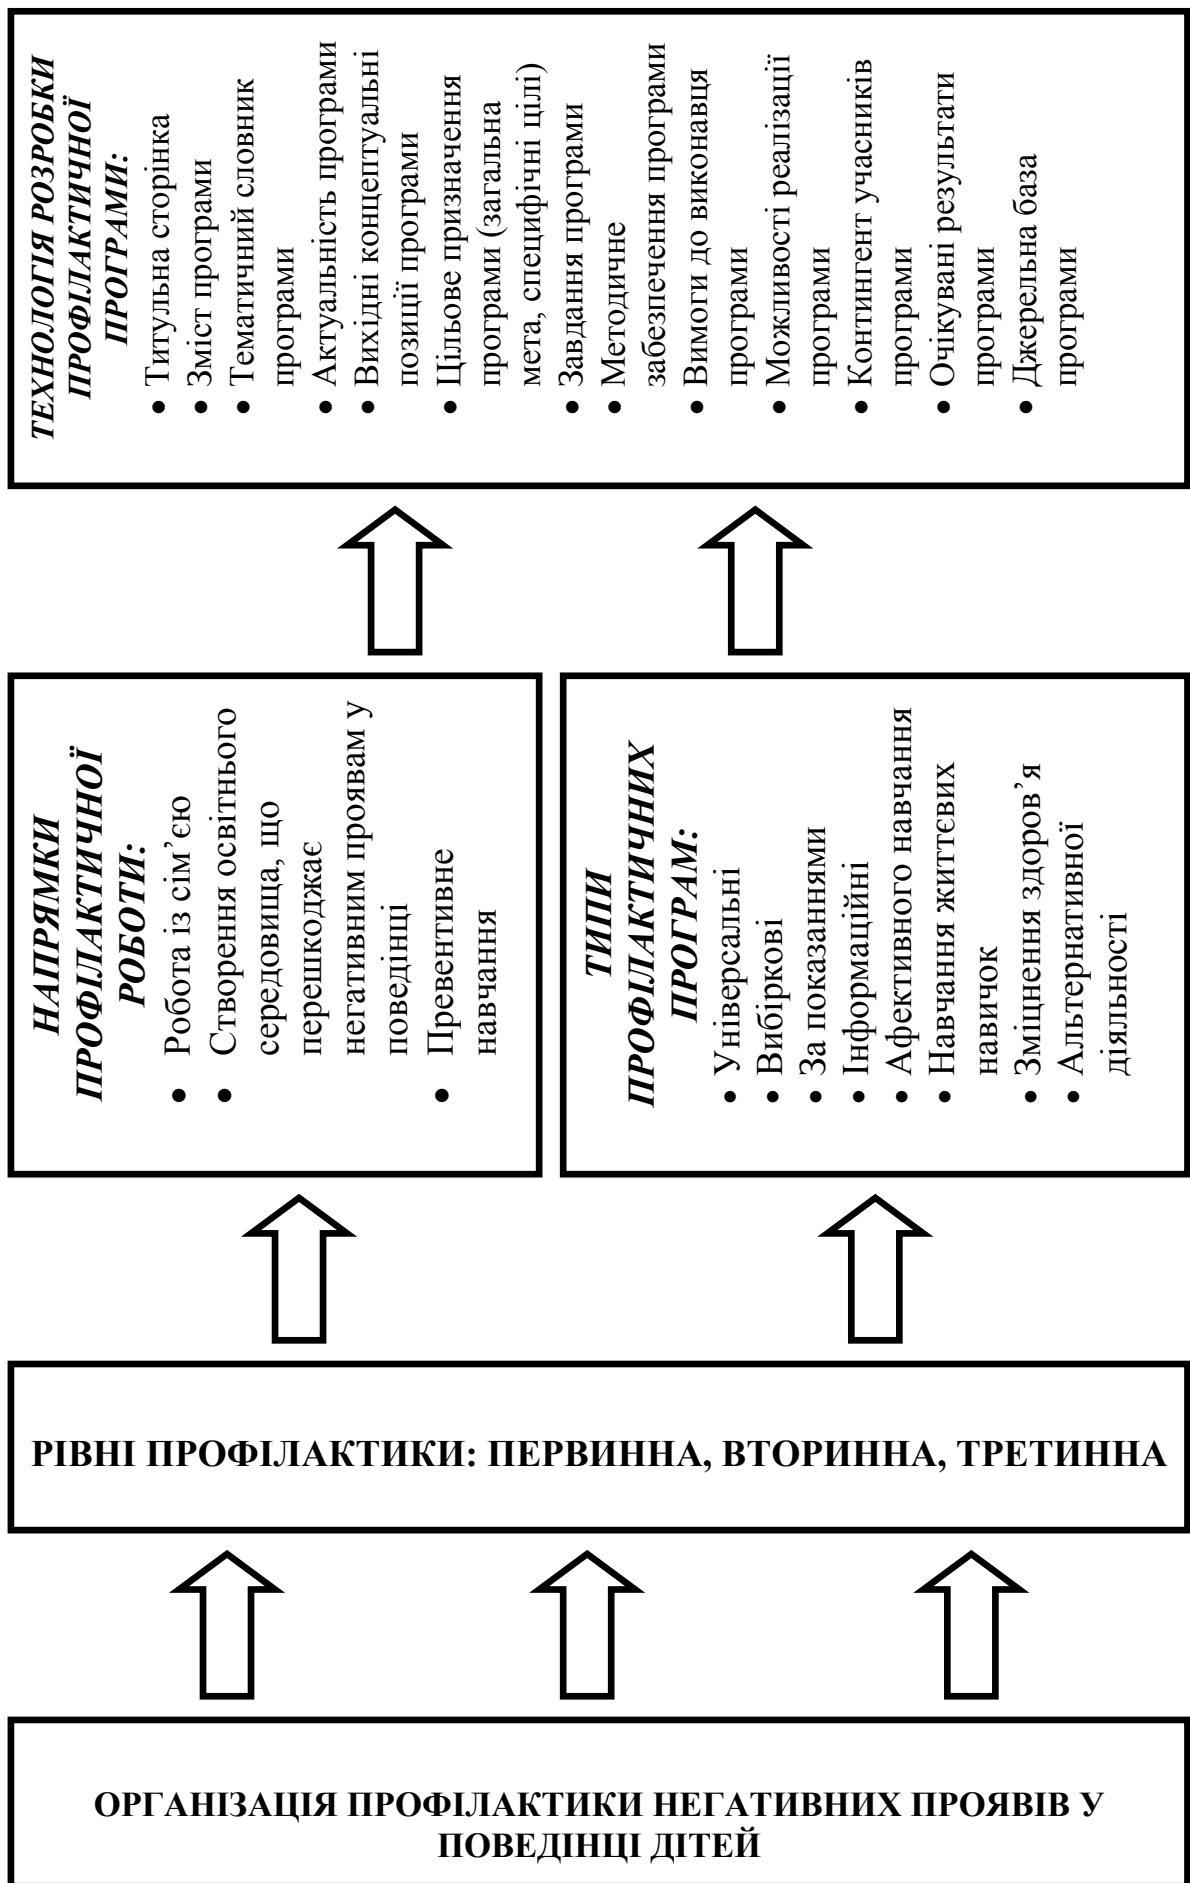 ОРГАНІЗАЦІЯ ПРОФІЛАКТИКИ НЕГАТИВНИХ ПРОЯВІВ У
ПОВЕДІНЦІ ДІТЕЙ
РІВНІ ПРОФІЛАКТИКИ: ПЕРВИННА, ВТОРИННА, ТРЕТИННА
НАПРЯМКИ
ПРОФІЛАКТИЧНОЇ
РОБОТИ:
• Робота із сім’єю
• Створення освітнього
середовища, що
перешкоджає
негативним проявам у
поведінці
• Превентивне
навчання
ТИПИ
ПРОФІЛАКТИЧНИХ
ПРОГРАМ:
• Універсальні
• Вибіркові
• За показаннями
• Інформаційні
• Афективного навчання
• Навчання життєвих
навичок
• Зміцнення здоров’я
• Альтернативної
діяльності
ТЕХНОЛОГІЯ РОЗРОБКИ
ПРОФІЛАКТИЧНОЇ
ПРОГРАМИ:
• Титульна сторінка
• Зміст програми
• Тематичний словник
програми
• Актуальність програми
• Вихідні концептуальні
позиції програми
• Цільове призначення
програми (загальна
мета, специфічні цілі)
• Завдання програми
• Методичне
забезпечення програми
• Вимоги до виконавця
програми
• Можливості реалізації
програми
• Контингент учасників
програми
• Очікувані результати
програми
• Джерельна база
програми